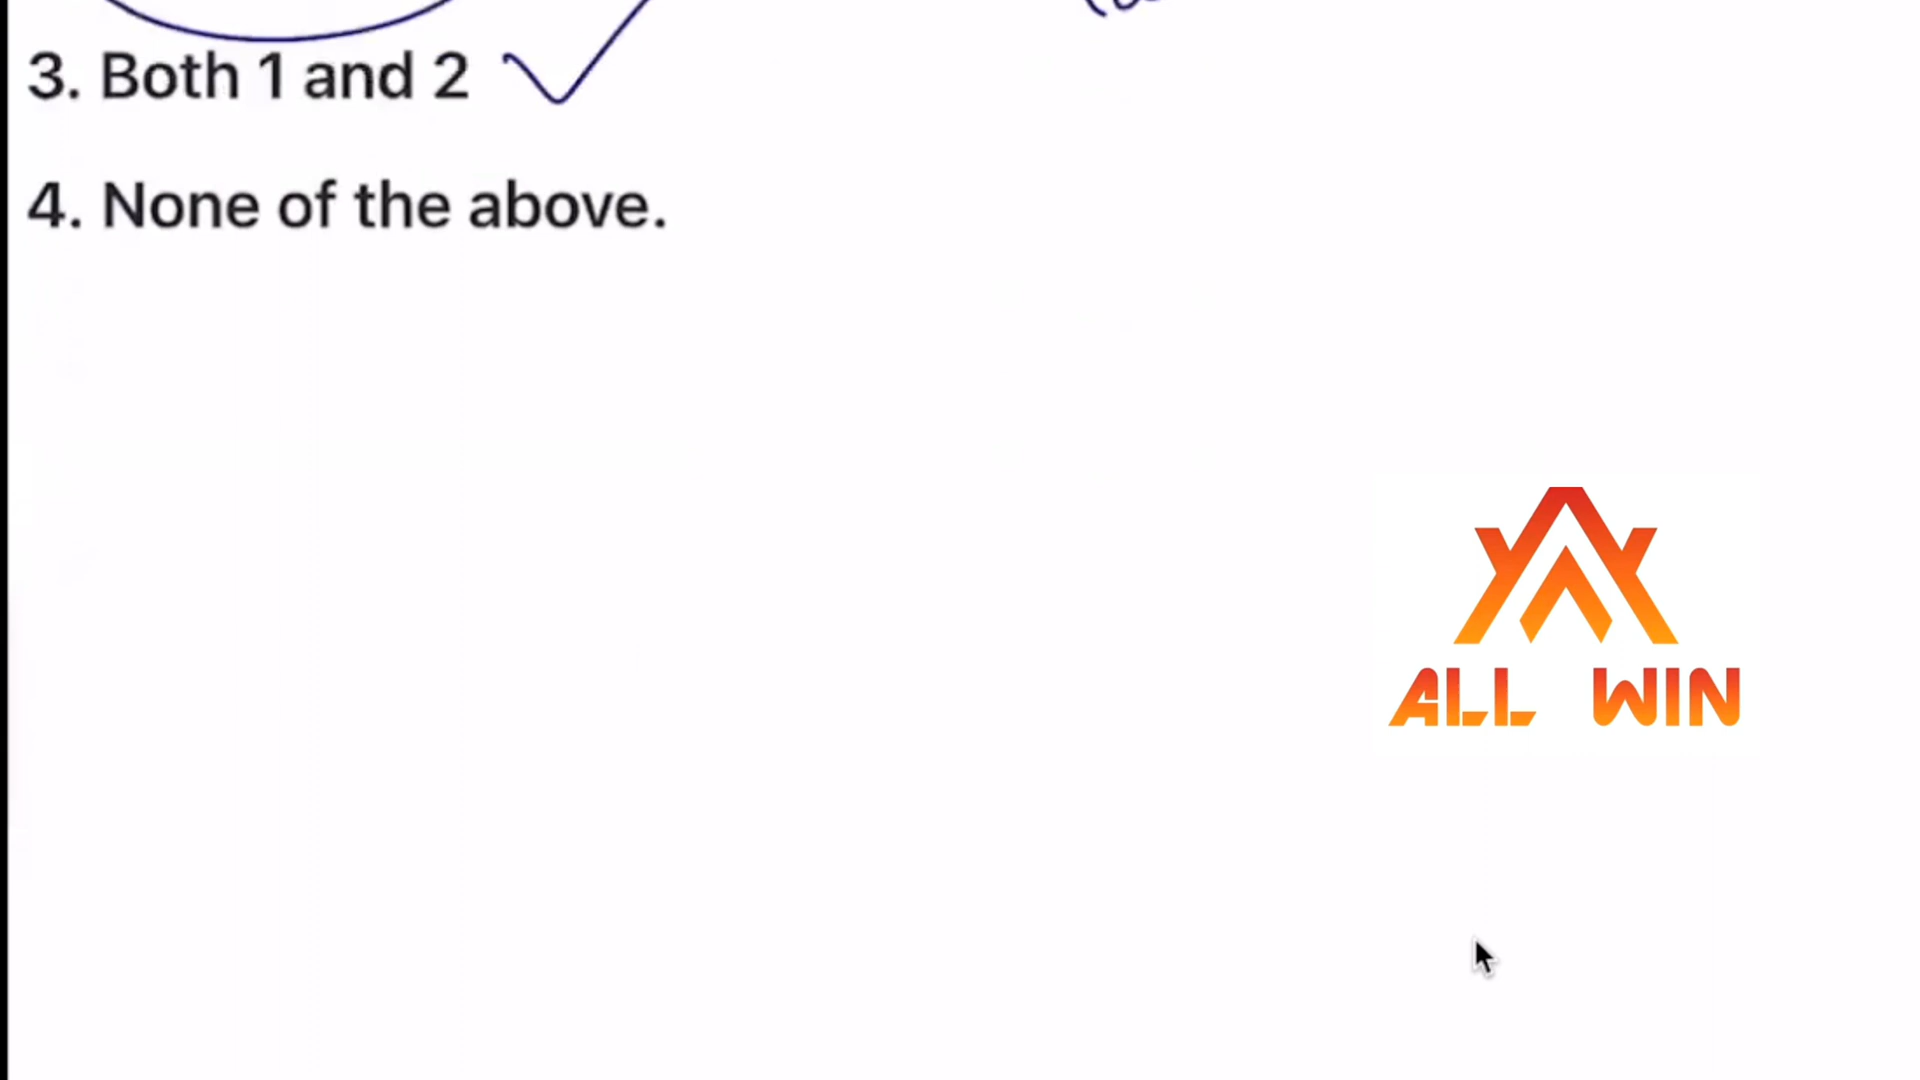 3. Both 1 and 2
4. None of the above.
ALL WIN